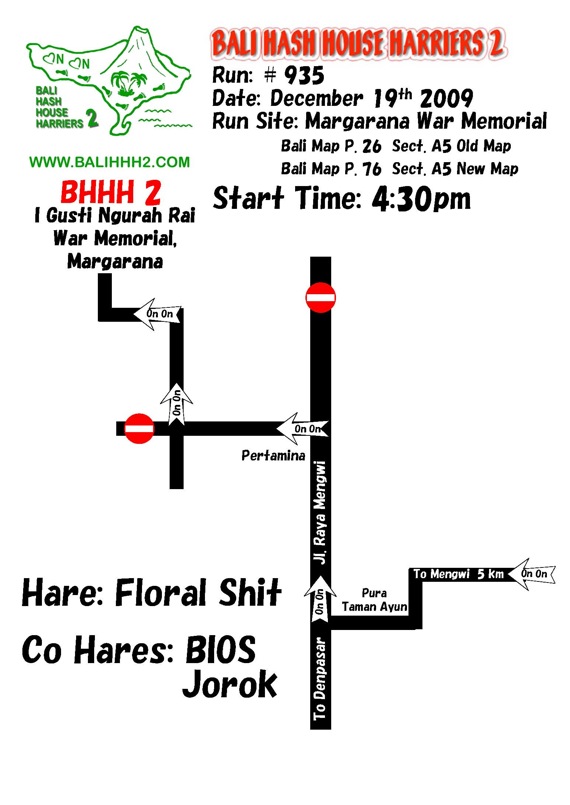 BALI HASH HOUSE HARRIERS 2
Run: # 935
Date: December 19th 2009
Run Site: Margarana War Memorial
Bali Map P. 26 Sect. A5 Old Map
Bali Map P. 76 Sect. A5 New Map
Start Time: 4:30pm
N N
BALI
HASH
HOUSE
HARRIERS 2
WWW.BALIHHH2.COM
BHHH 2
I Gusti Ngurah Rai
War Memorial,
Margarana
On On
On On
On On
Pertamina
Jl. Raya Mengwi
To Mengwi 5 km
On On
Pura
Taman Ayun
On On
To Denpasar
Hare: Floral Shit
Co Hares: BIOS
Jorok